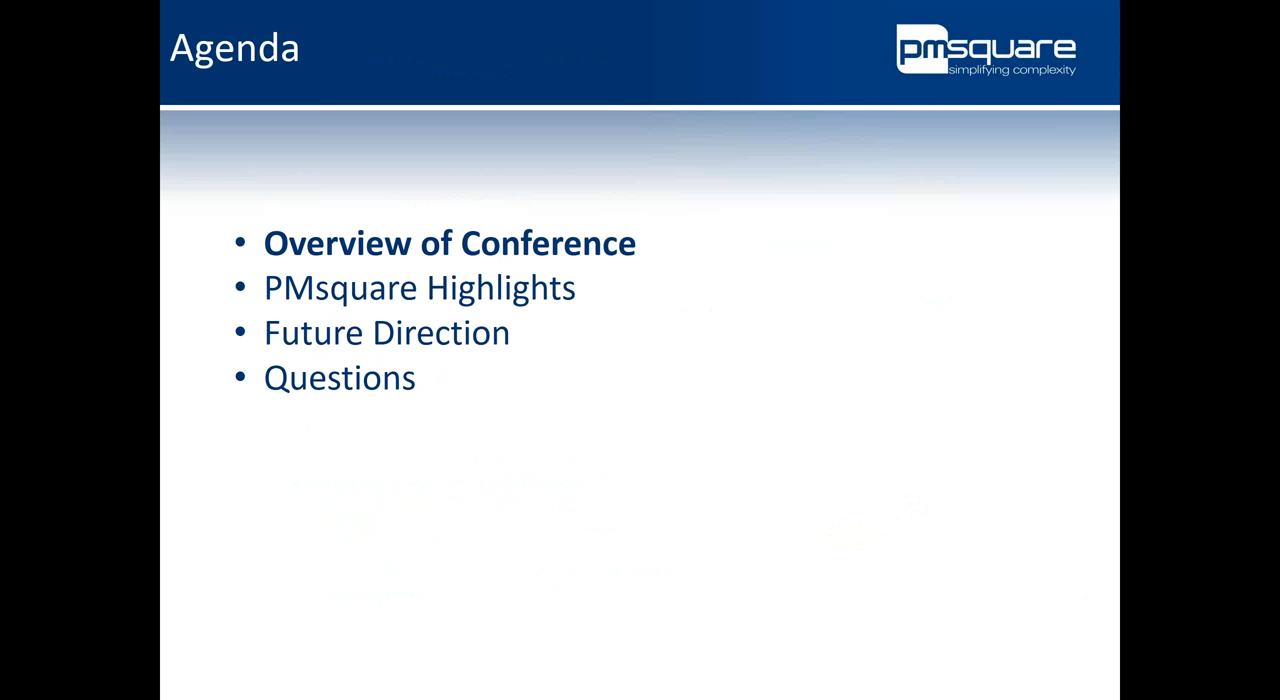 Agenda
pmsquare
simplifying complexity
• Overview of Conference
• PMsquare Highlights
• Future Direction
• Questions